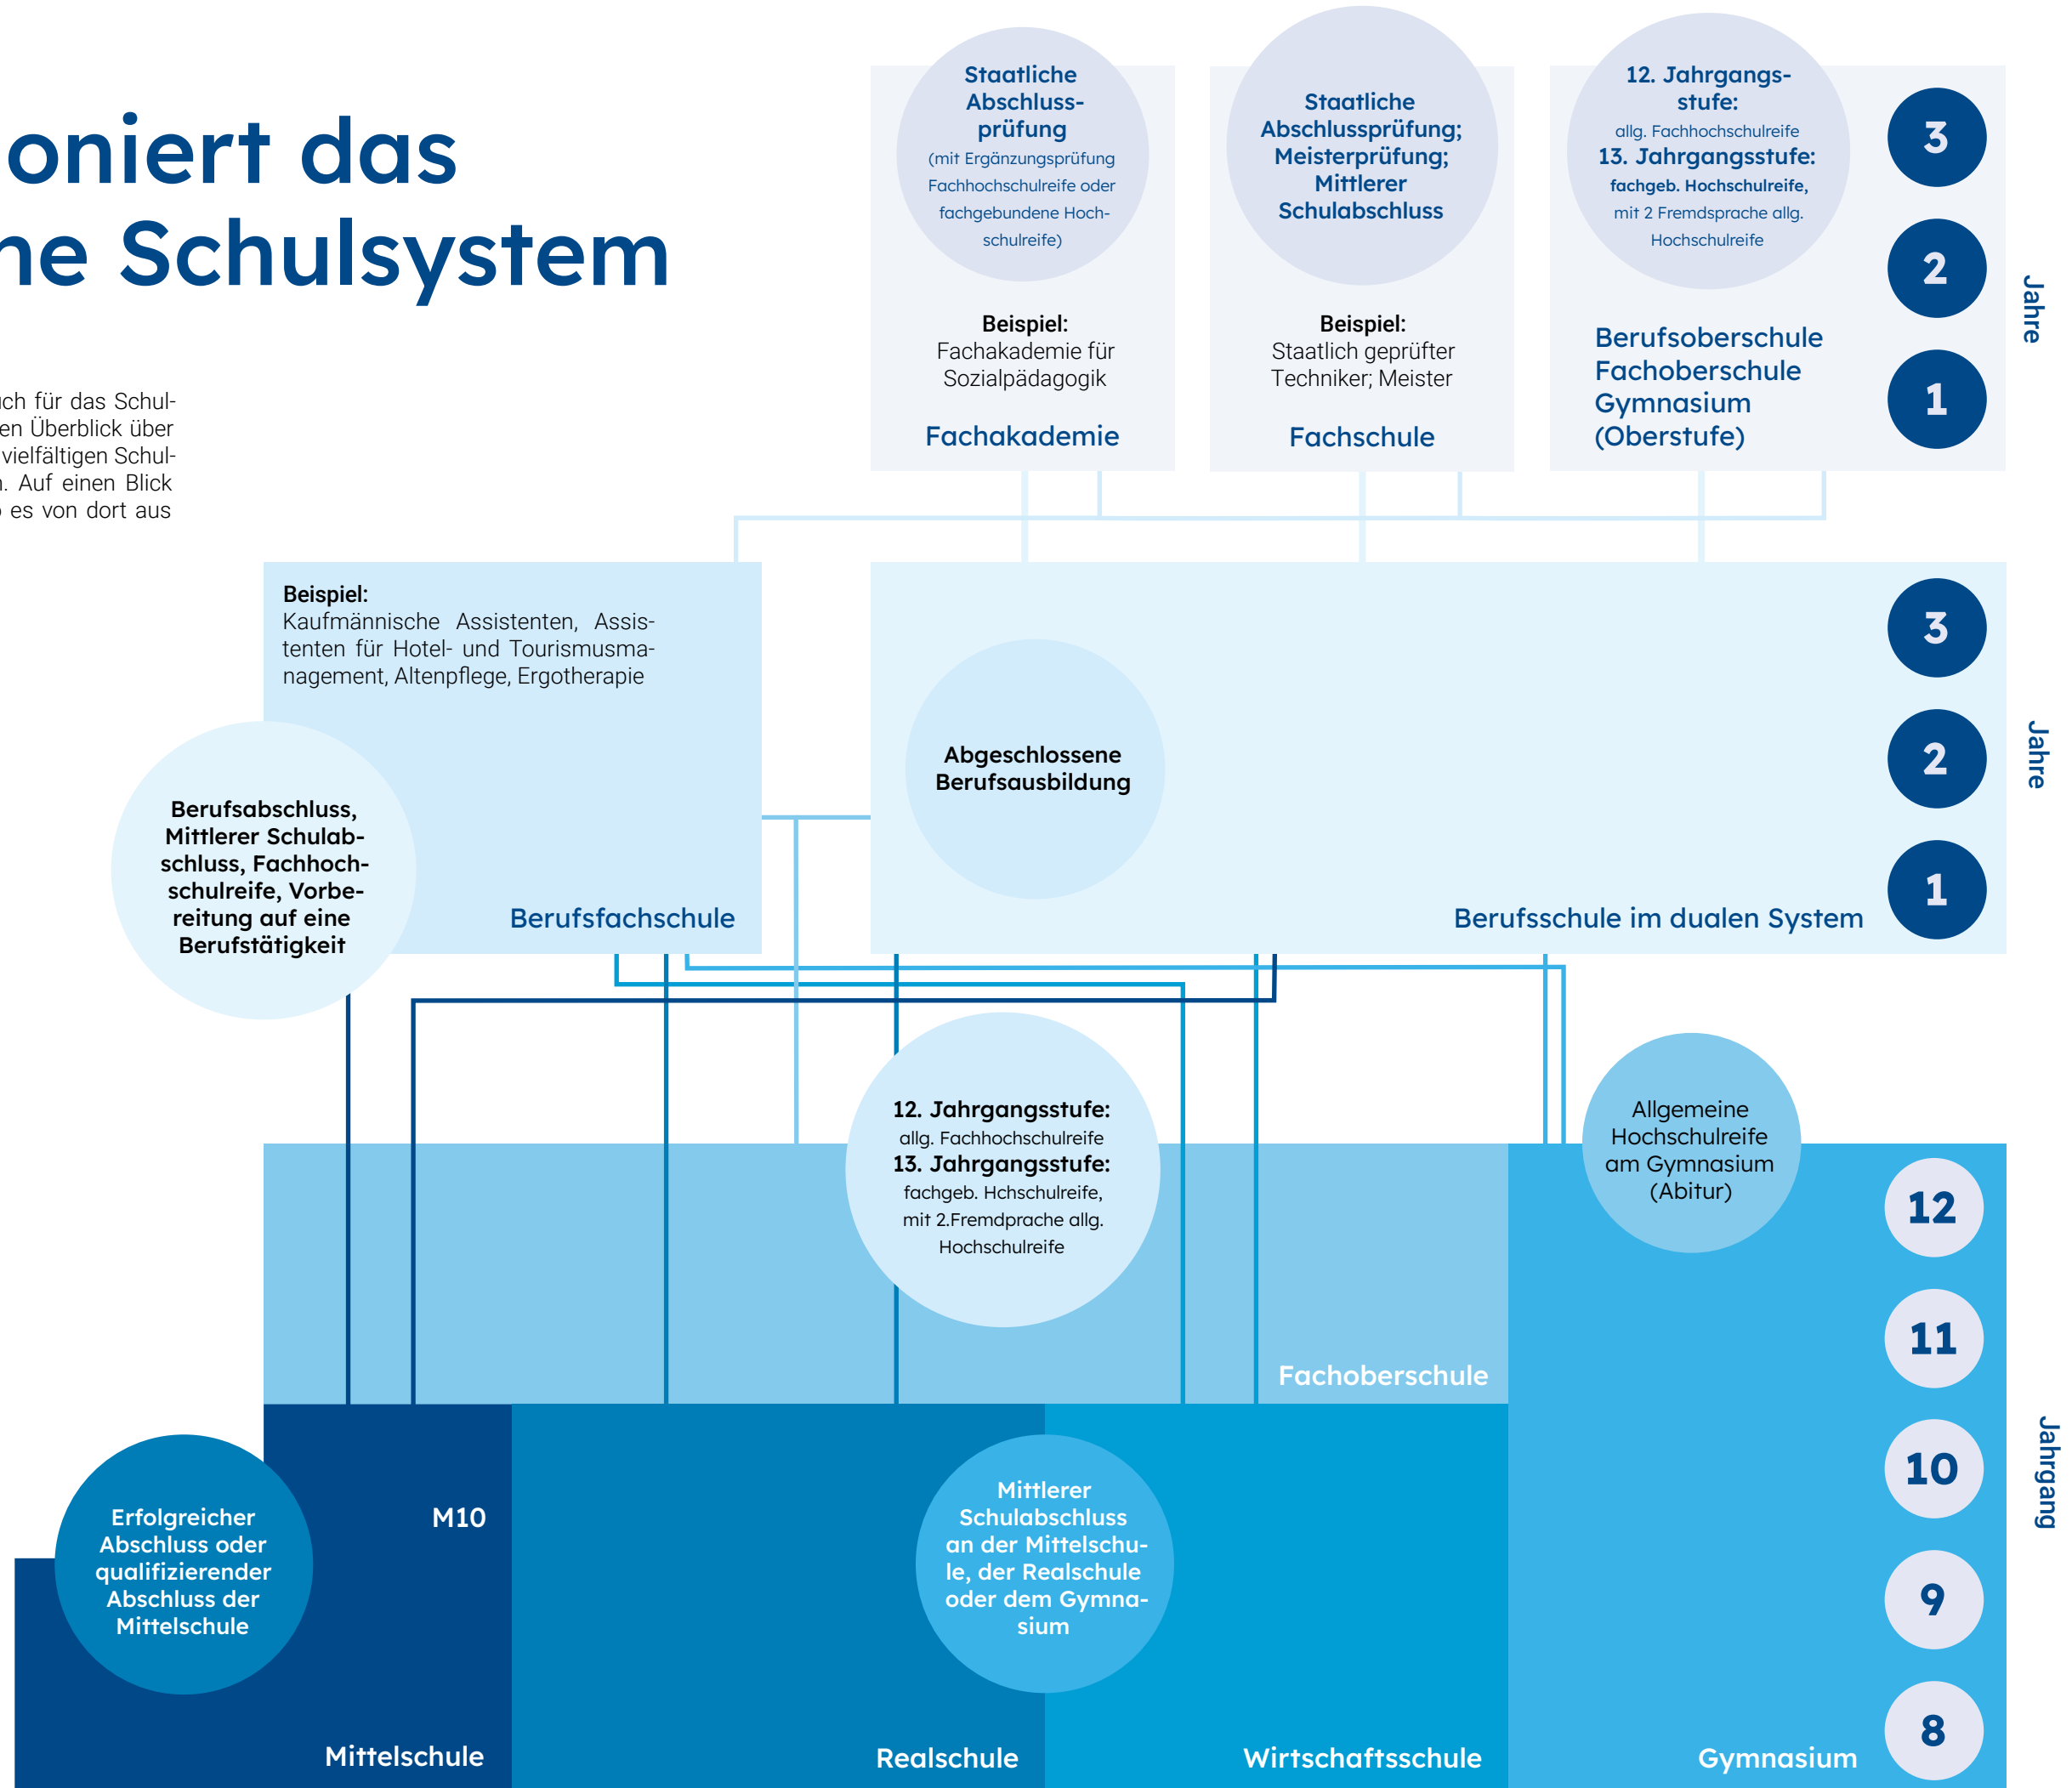 oniert das
ne Schulsystem
ch für das Schul-
en Überblick über
vielfältigen Schul-
. Auf einen Blick
es von dort aus
Staatliche
Abschluss-
prüfung
(mit Ergänzungsprüfung
Fachhochschulreife oder
fachgebundene Hoch-
schulreife)
Beispiel:
Fachakademie für
Sozialpädagogik
Fachakademie
Staatliche
Abschlussprüfung;
Meisterprüfung;
Mittlerer
Schulabschluss
Beispiel:
Staatlich geprüfter
Techniker; Meister
Fachschule
12. Jahrgangs-
stufe:
allg. Fachhochschulreife
13. Jahrgangsstufe:
fachgeb. Hochschulreife,
mit 2 Fremdsprache allg.
Hochschulreife
Berufsoberschule
Fachoberschule
Gymnasium
(Oberstufe)
3
2
1
Jahre
Beispiel:
Kaufmännische Assistenten, Assis-
tenten für Hotel- und Tourismusma-
nagement, Altenpflege, Ergotherapie
Berufsabschluss,
Mittlerer Schulab-
schluss, Fachhoch-
schulreife, Vorbe-
reitung auf eine
Berufstätigkeit
Berufsfachschule
Abgeschlossene
Berufsausbildung
Berufsschule im dualen System
3
2
1
Jahre
12. Jahrgangsstufe:
allg. Fachhochschulreife
13. Jahrgangsstufe:
fachgeb. Hchschulreife,
mit 2.Fremdprache allg.
Hochschulreife
Fachoberschule
Allgemeine
Hochschulreife
am Gymnasium
(Abitur)
Erfolgreicher
Abschluss oder
qualifizierender
Abschluss der
Mittelschule
M10
Mittelschule
Mittlerer
Schulabschluss
an der Mittelschu-
le, der Realschule
oder dem Gymna-
sium
Realschule
Wirtschaftsschule
Gymnasium
12
11
10
9
8
Jahrgang